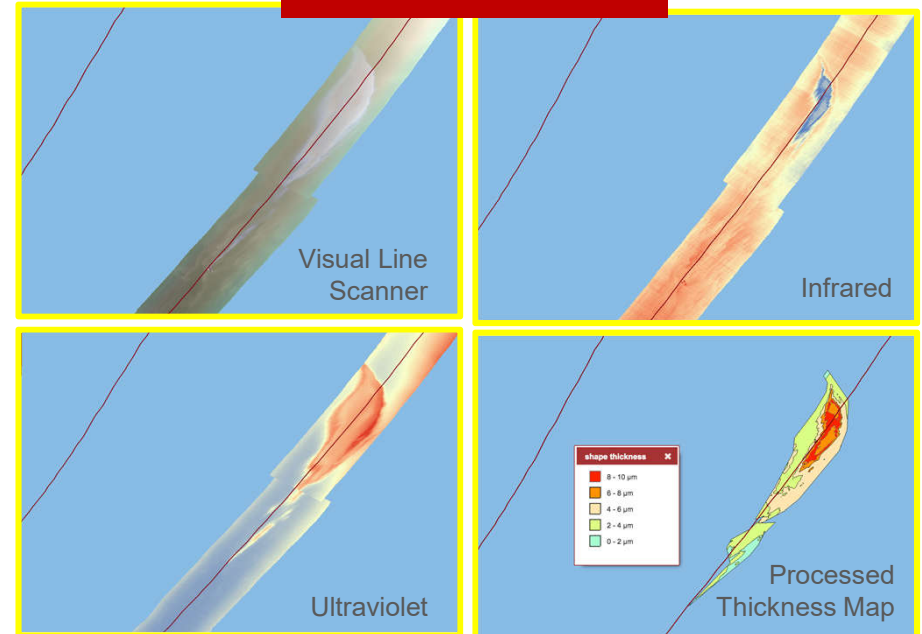 Visual Line
Scanner
Infrared
Ultraviolet
shape thickness ×
8 - 10 µm
6 - 8 µm
4 - 6 µm
2 - 4 µm
0 - 2 µm
Processed
Thickness Map